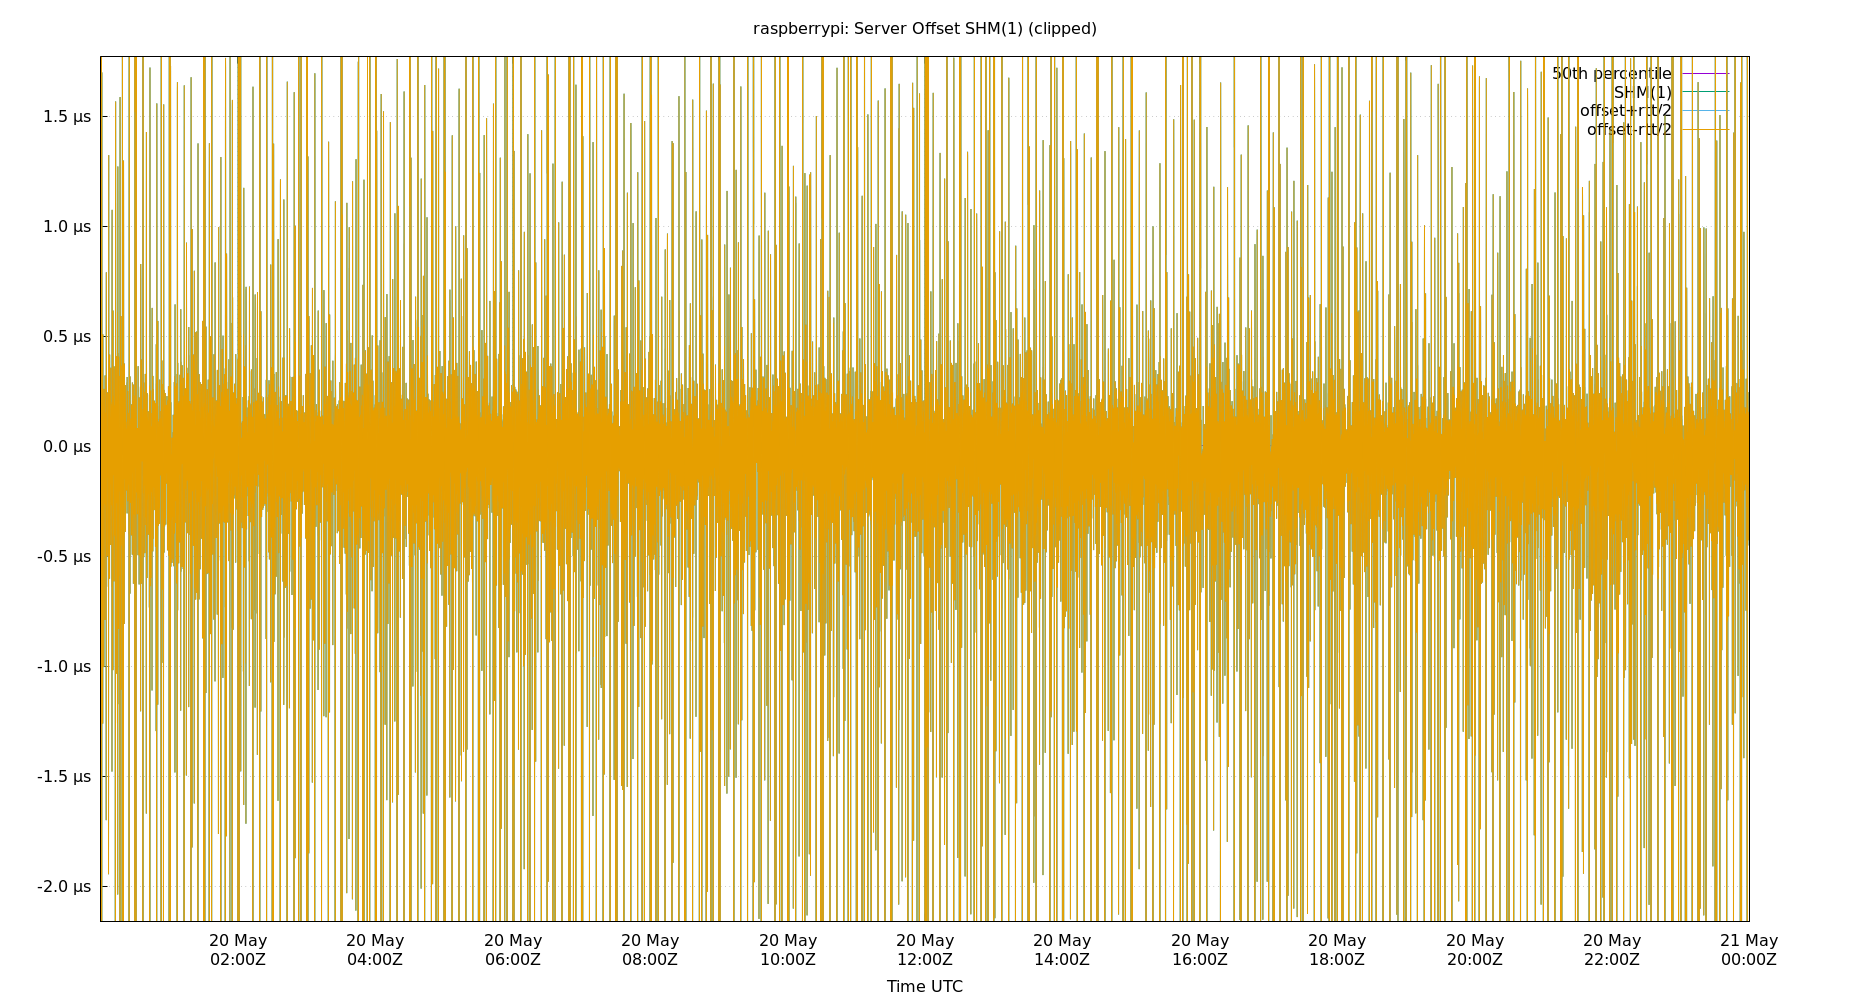 raspberrypi: Server Offset SHM(1) (clipped)
50th percentile
SHM(1)
offset+rtt/2
offset-rtt/2
1.5 µs
1.0 µs
0.5 µs
0.0 µs
-0.5 µs
-1.0 µs
-1.5 µs
-2.0 µs
20 May 20 May 20 May 20 May 20 May 20 May 20 May 20 May 20 May 20 May 20 May 21 May
02:00Z 04:00Z 06:00Z 08:00Z 10:00Z 12:00Z 14:00Z 16:00Z 18:00Z 20:00Z 22:00Z 00:00Z
Time UTC